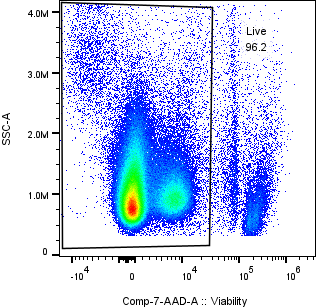 4.0M
Live
96.2
3.0M
SSC-A
2.0M
1.0M
0
-10^4
0
10^4
10^5
10^6
Comp-7-AAD-A :: Viability